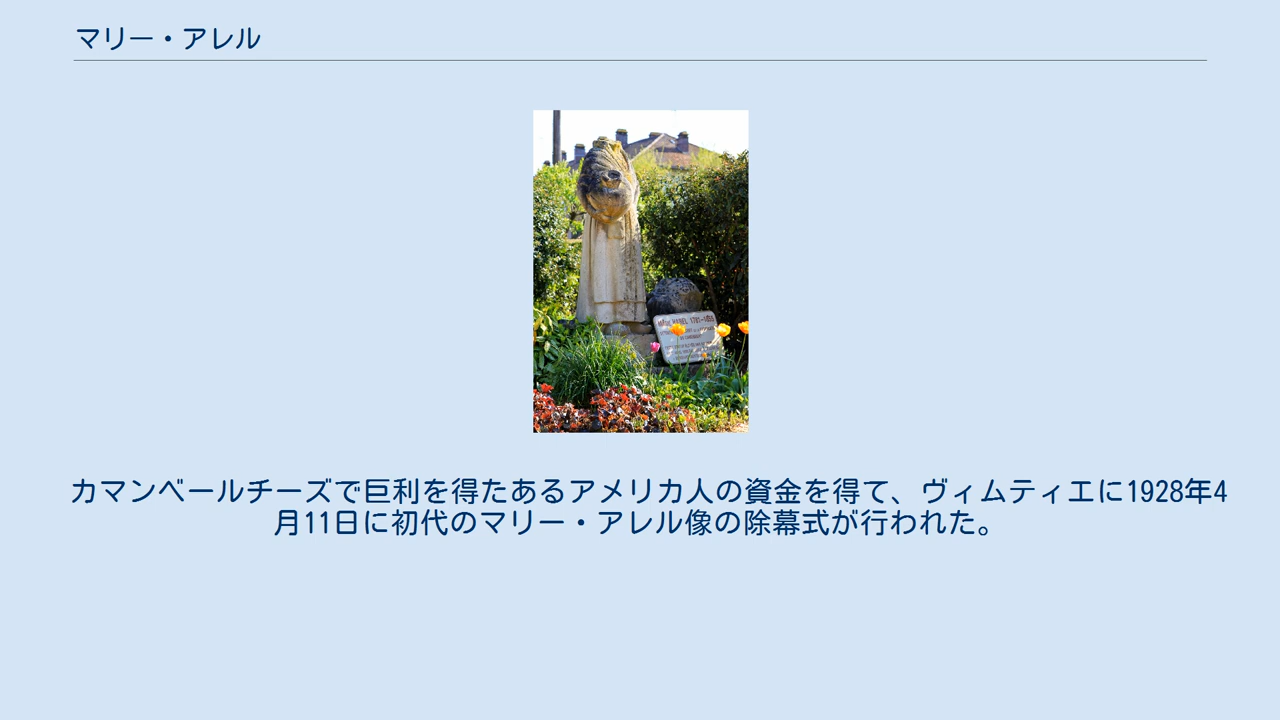 マリー・アレル
カマンベールチーズで巨利を得たあるアメリカ人の資金を得て、ヴィムティエに1928年4
月11日に初代のマリー・アレル像の除幕式が行われた。